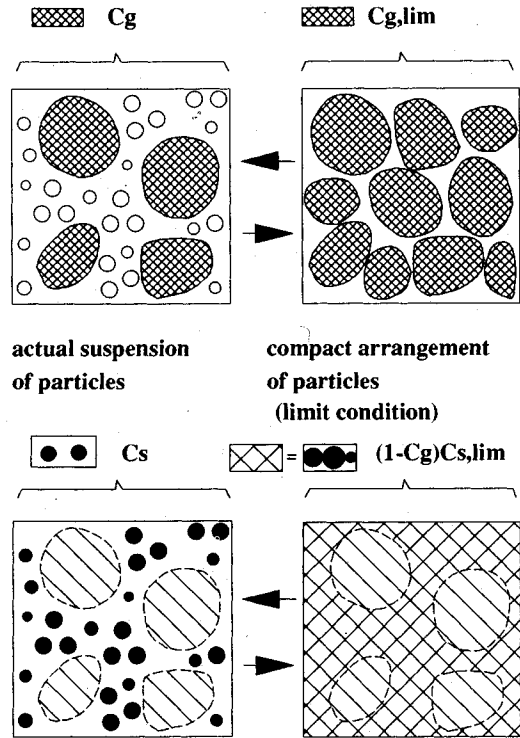 Cg
Cg,lim
actual suspension
of particles
compact arrangement
of particles
(limit condition)
Cs
= (1-Cg)Cs,lim